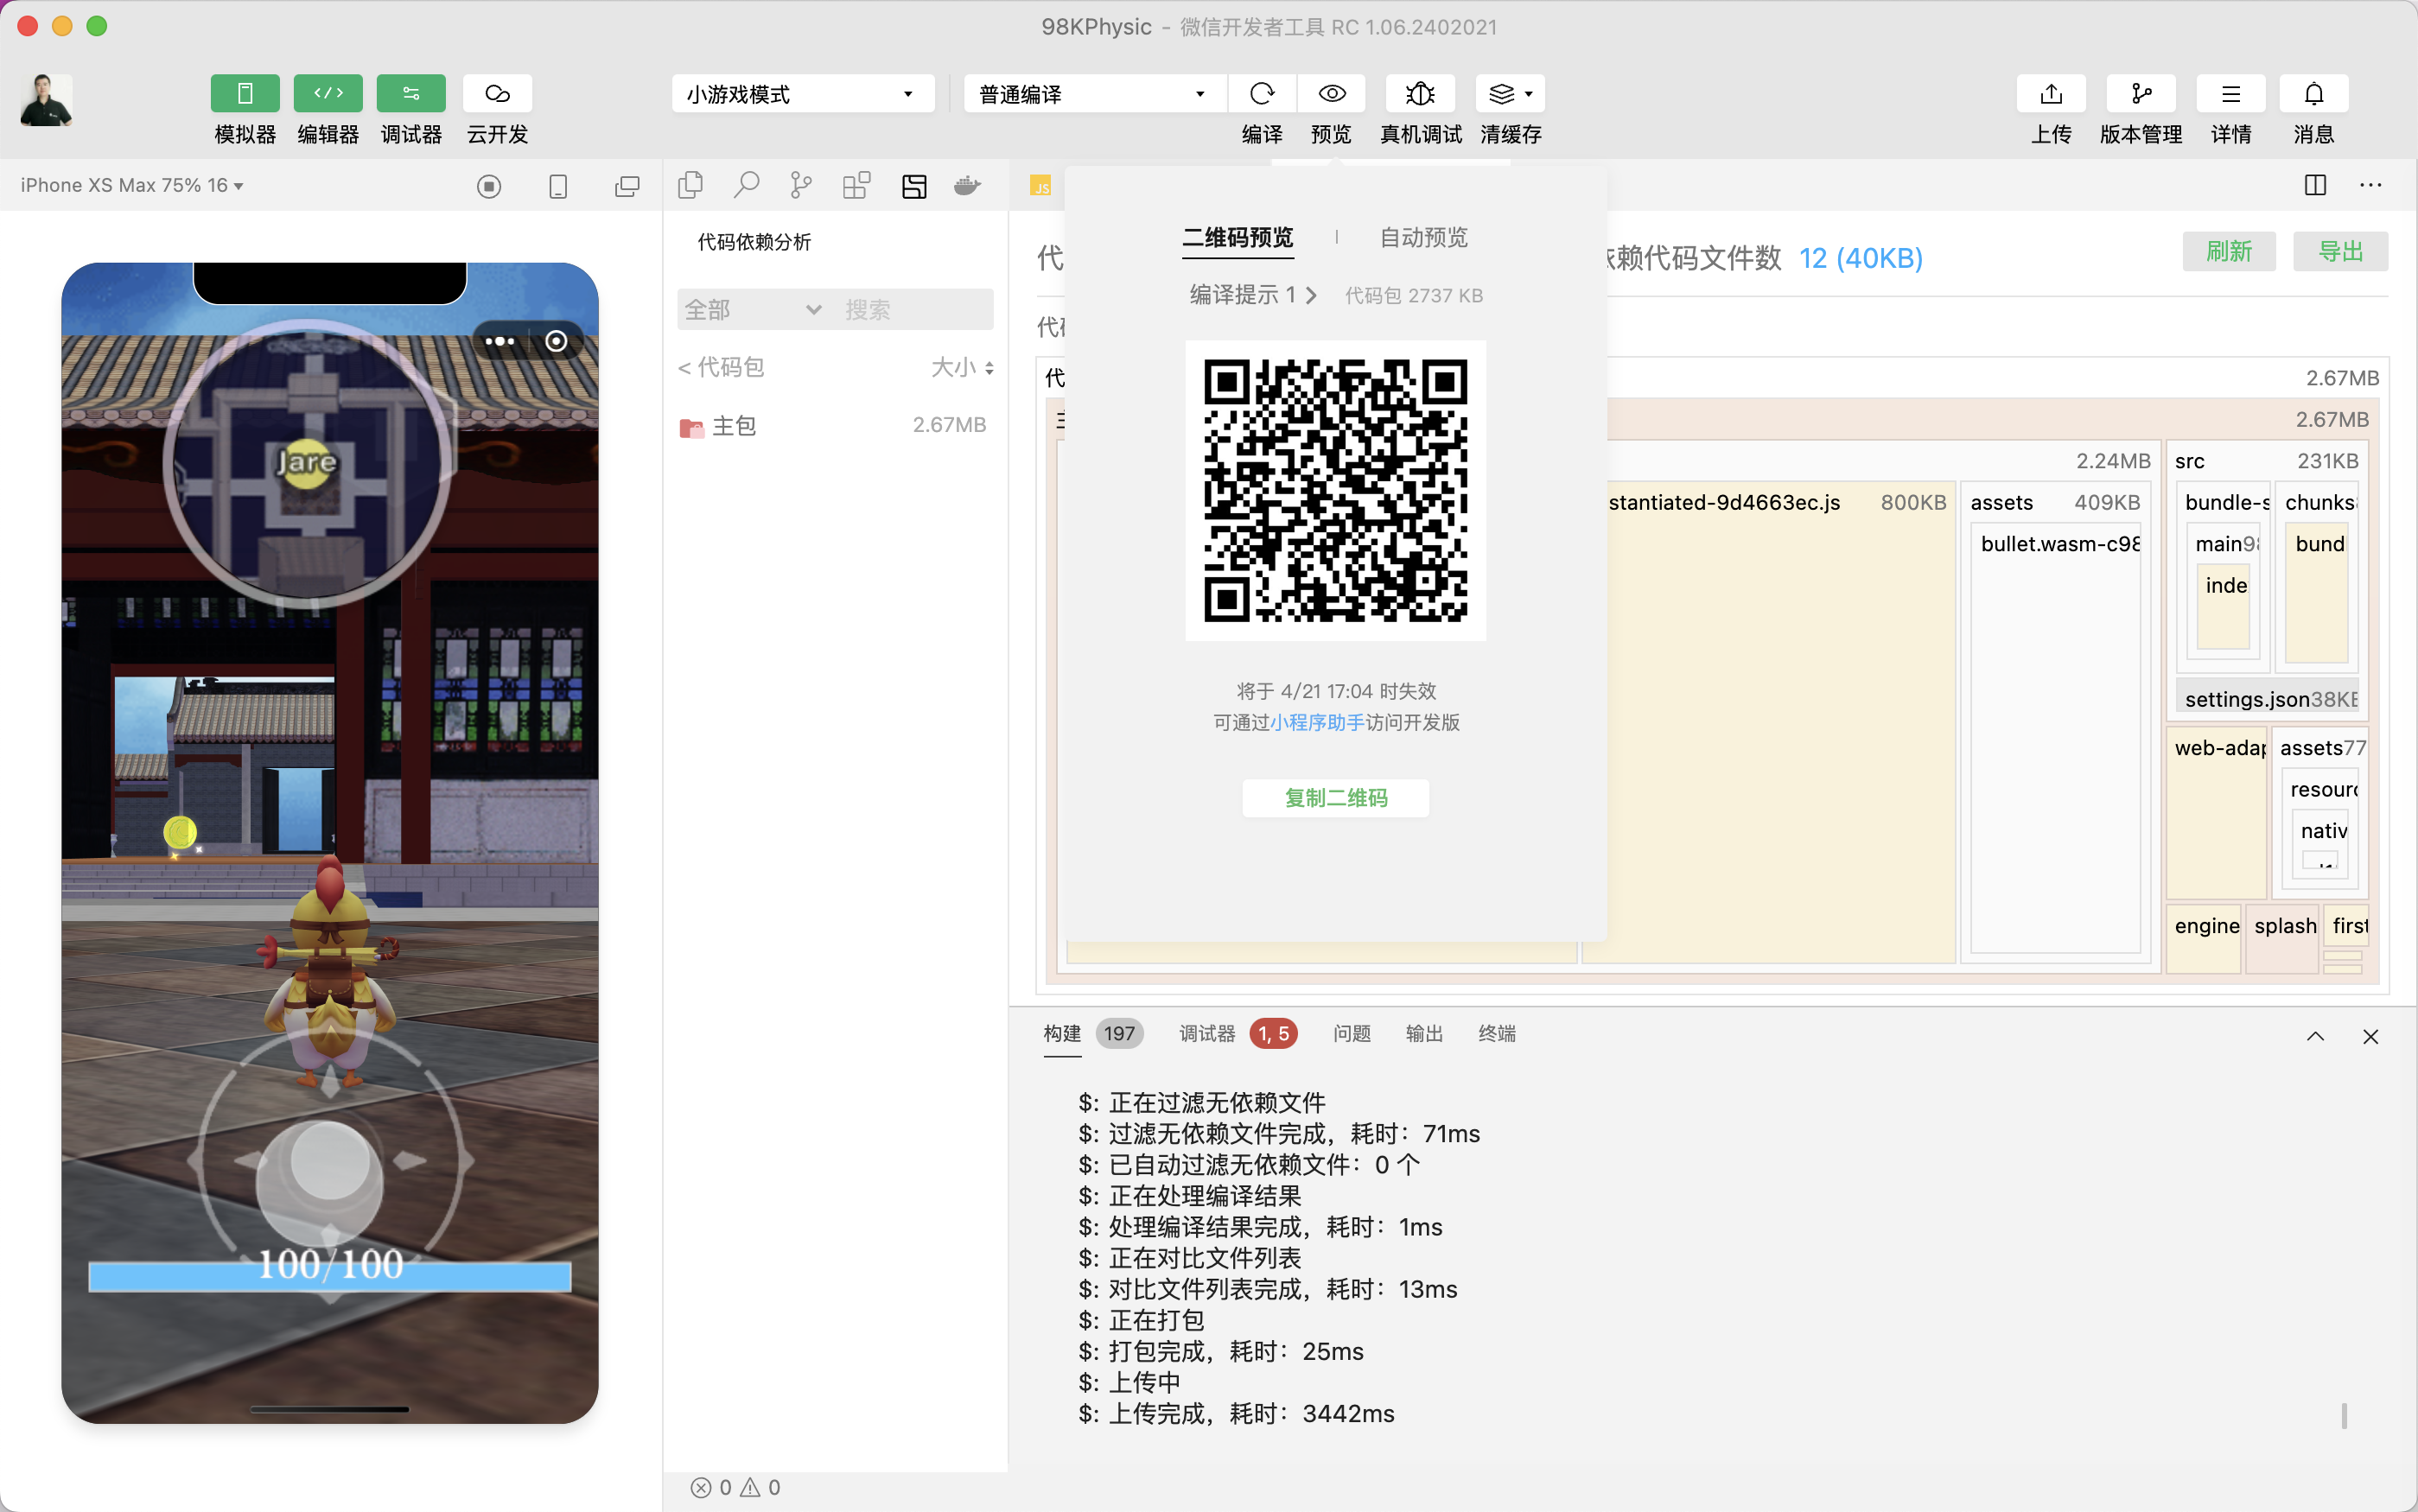 98KPhysic - 微信开发者工具 RC 1.06.2402021
模拟器 编辑器 调试器 云开发
小游戏模式 普通编译
编译 预览 真机调试 清缓存
上传 版本管理 详情 消息
iPhone XS Max 75% 16
Jare
100/100
代码依赖分析
全部 搜索
< 代码包 大小
主包 2.67MB
JS
二维码预览 自动预览
编译提示 1 代码包 2737 KB
将于 4/21 17:04 时失效
可通过小程序助手访问开发版
复制二维码
依赖代码文件数 12 (40KB)
刷新 导出
2.67MB
2.67MB
2.24MB
src 231KB
stantiated-9d4663ec.js 800KB
assets 409KB
bullet.wasm-c98
bundle-s
chunks
main
bund
inde
settings.json 38K
web-adap
assets 77
resourc
nativ
engine
splash
first
构建 197 调试器 1, 5 问题 输出 终端
$: 正在过滤无依赖文件
$: 过滤无依赖文件完成，耗时：71ms
$: 已自动过滤无依赖文件：0 个
$: 正在处理编译结果
$: 处理编译结果完成，耗时：1ms
$: 正在对比文件列表
$: 对比文件列表完成，耗时：13ms
$: 正在打包
$: 打包完成，耗时：25ms
$: 上传中
$: 上传完成，耗时：3442ms
0 0